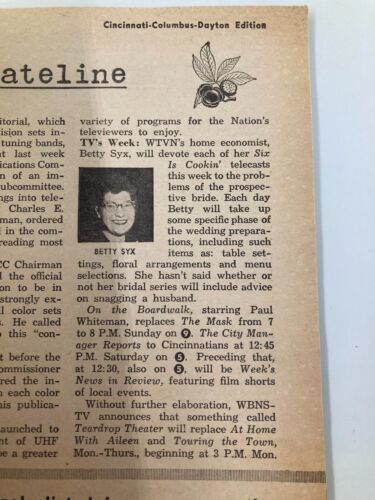 Cincinnati-Columbus-Dayton Edition
ateline
itorial, which
ision sets in-
tuning bands,
t last week
ications Com-
n of an im-
ubcommittee.
ngs into tele-
Charles E.
man, ordered
d in the com-
reading most
CC Chairman
d the official
on to be in
strongly ex-
l color sets
s. He called
this "con-
t before the
ommissioner
red the in-
n each color
is publica-
aunched to
nt of UHF
be a greater
variety of programs for the Nation's
televiewers to enjoy.
TV's Week: WTVN's home economist,
Betty Syx, will devote each of her Six
Is Cookin' telecasts
this week to the prob-
lems of the prospec-
tive bride. Each day
Betty will take up
some specific phase of
the wedding prepara-
tions, including such
items as: table set-
BETTY SYX
tings, floral arrangements and menu
selections. She hasn't said whether or
not her bridal series will include advice
on snagging a husband.
On the Boardwalk, starring Paul
Whiteman, replaces The Mask from 7
to 8 P.M. Sunday on 9. The City Man-
ager Reports to Cincinnatians at 12:45
P.M. Saturday on 5. Preceding that,
at 12:30, also on 5, will be Week's
News in Review, featuring film shorts
of local events.
Without further elaboration, WBNS-
TV announces that something called
Teardrop Theater will replace At Home
With Aileen and Touring the Town,
Mon.-Thurs., beginning at 3 P.M. Mon.